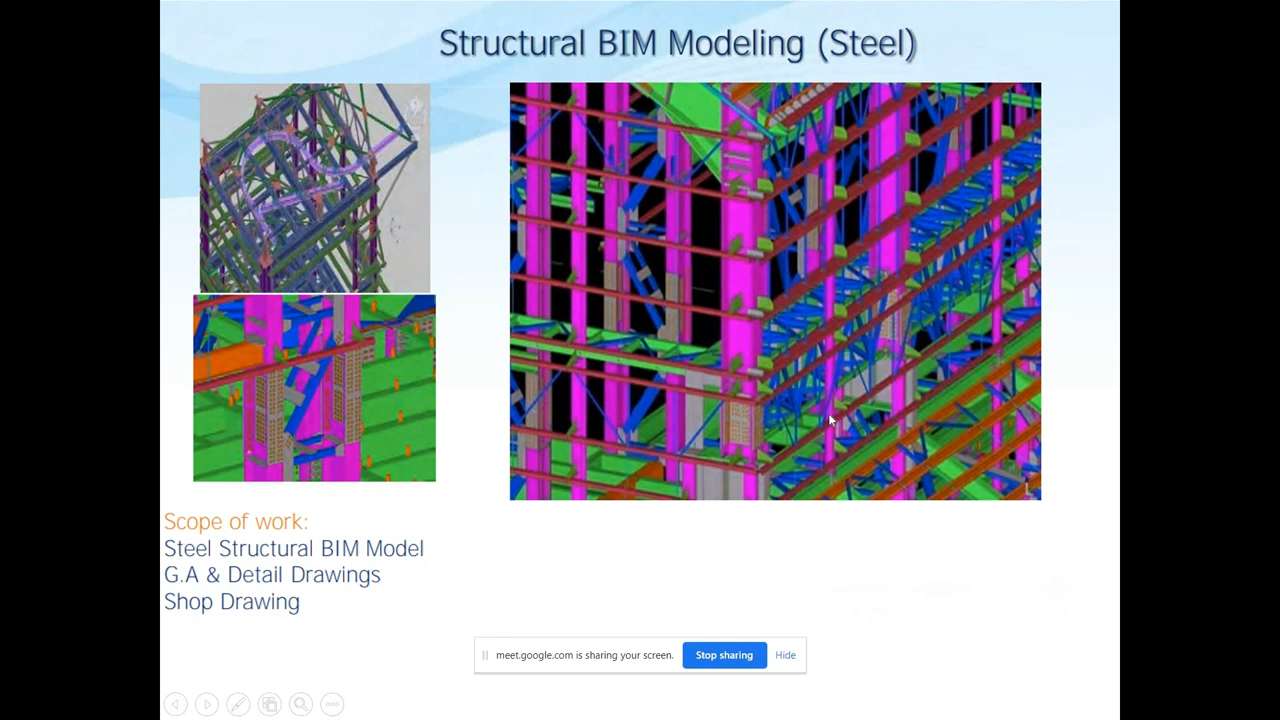 Structural BIM Modeling (Steel)
Scope of work:
Steel Structural BIM Model
G.A & Detail Drawings
Shop Drawing
meet.google.com is sharing your screen.
Stop sharing
Hide